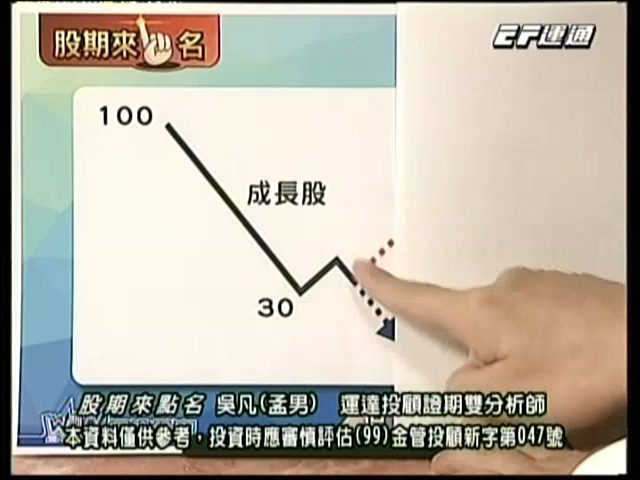 股期來點名
EF運通
100
成長股
30
股期來點名 吳凡(孟男) 運達投顧證期雙分析師
本資料僅供參考，投資時應審慎評估(99)金管投顧新字第047號